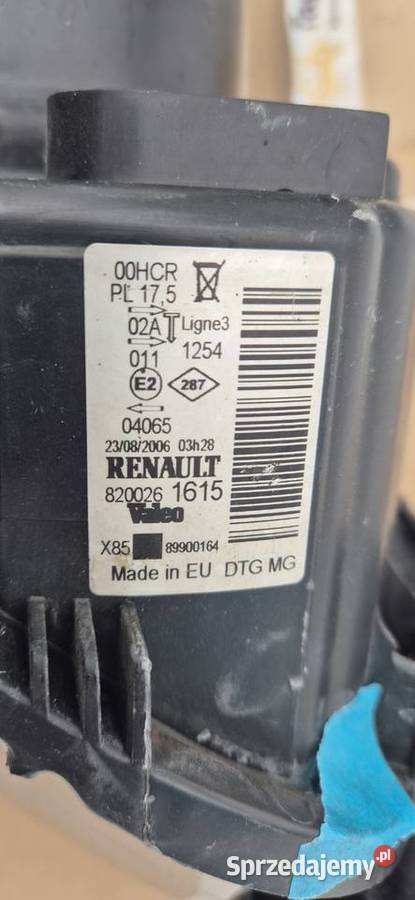 00HCR
PL 17,5
02A Ligne3
011 1254
E2 287
04065
23/08/2006 03h28
RENAULT
820026 1615
Valeo
X85 89900164
Made in EU DTG MG
Sprzedajemy.pl